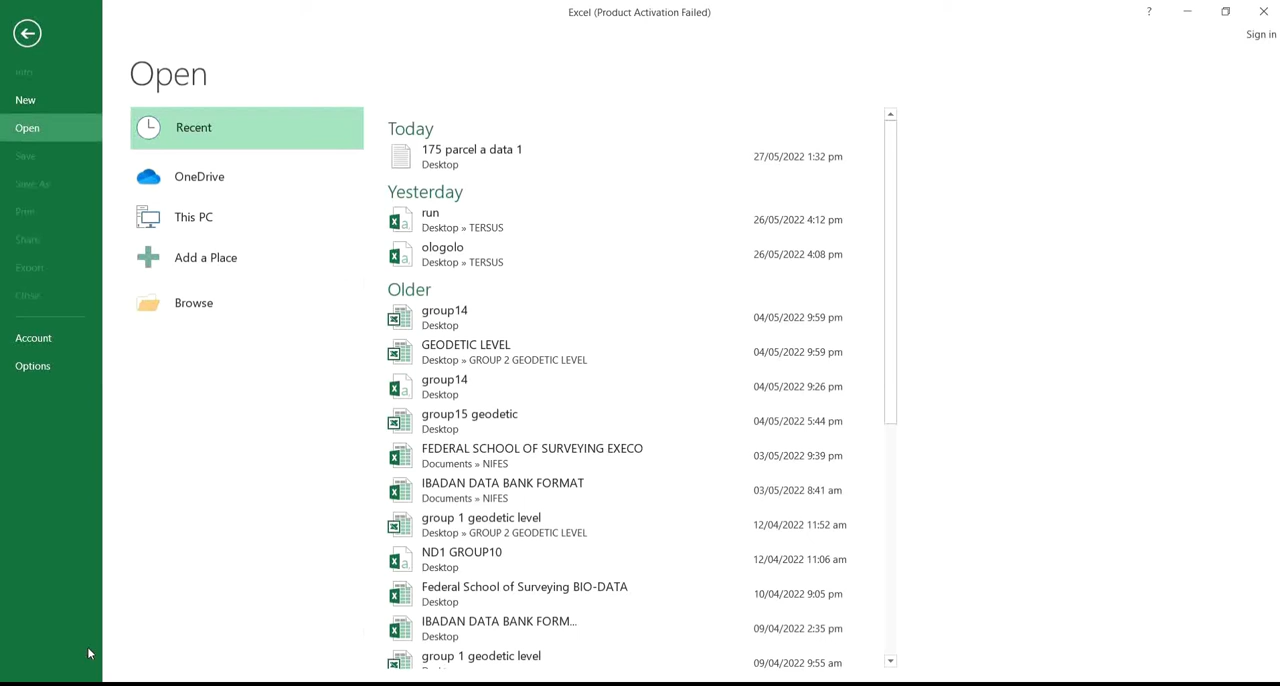 Excel (Product Activation Failed)
?
Sign in
Info
New
Open
Save
Save As
Print
Share
Export
Close
Account
Options
Open
Recent
OneDrive
This PC
Add a Place
Browse
Today
175 parcel a data 1
Desktop
27/05/2022 1:32 pm
Yesterday
run
Desktop » TERSUS
26/05/2022 4:12 pm
ologolo
Desktop » TERSUS
26/05/2022 4:08 pm
Older
group14
Desktop
04/05/2022 9:59 pm
GEODETIC LEVEL
Desktop » GROUP 2 GEODETIC LEVEL
04/05/2022 9:59 pm
group14
Desktop
04/05/2022 9:26 pm
group15 geodetic
Desktop
04/05/2022 5:44 pm
FEDERAL SCHOOL OF SURVEYING EXECO
Documents » NIFES
03/05/2022 9:39 pm
IBADAN DATA BANK FORMAT
Documents » NIFES
03/05/2022 8:41 am
group 1 geodetic level
Desktop » GROUP 2 GEODETIC LEVEL
12/04/2022 11:52 am
ND1 GROUP10
Desktop
12/04/2022 11:06 am
Federal School of Surveying BIO-DATA
Desktop
10/04/2022 9:05 pm
IBADAN DATA BANK FORM...
Desktop
09/04/2022 2:35 pm
group 1 geodetic level
09/04/2022 9:55 am